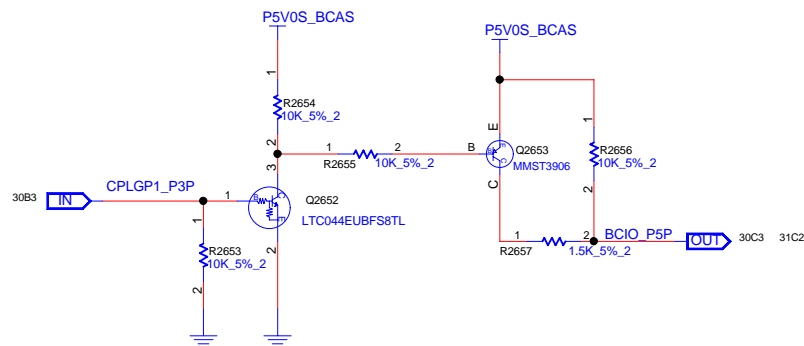 P5V0S_BCAS
P5V0S_BCAS
1
R2654
10K_5%_2
2
1
R2655
2
10K_5%_2
B
E
Q2653
B
E
C
MMST3906
C
1
R2656
10K_5%_2
2
30B3
IN
CPLGP1_P3P
1
3
Q2652
B
C
E
LTC044EUBFS8TL
2
1
R2653
10K_5%_2
2
1
R2657
2
1.5K_5%_2
BCIO_P5P
OUT
30C3
31C2